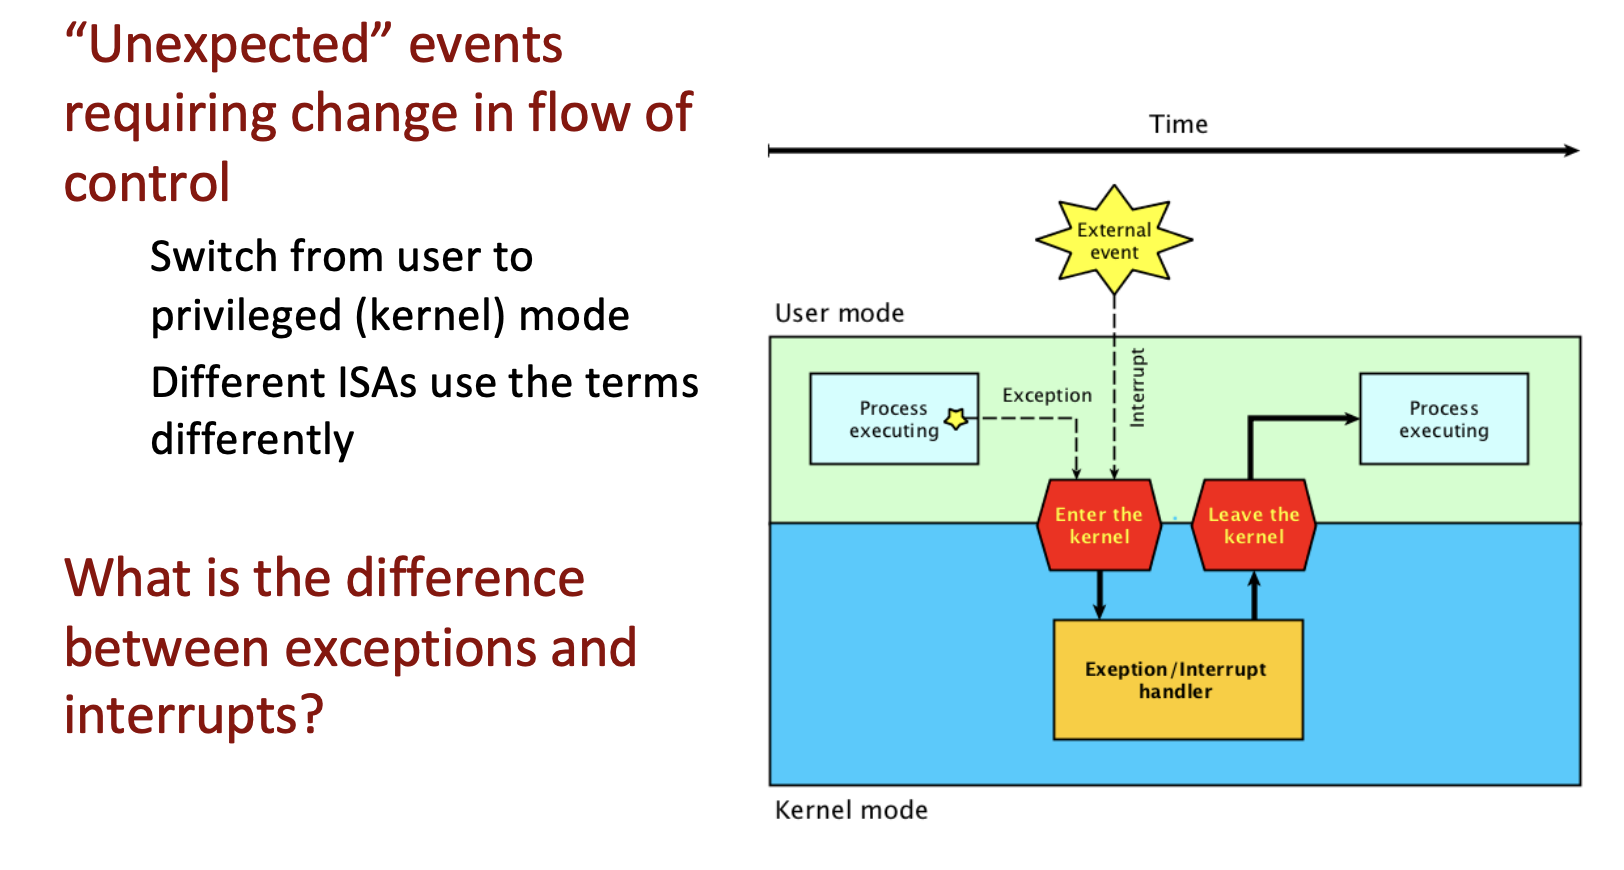 “Unexpected” events
requiring change in flow of
control
Switch from user to
privileged (kernel) mode
Different ISAs use the terms
differently
What is the difference
between exceptions and
interrupts?
Time
External
event
User mode
Interrupt
Exception
Process
executing
Process
executing
Enter the
kernel
Leave the
kernel
Exeption/Interrupt
handler
Kernel mode